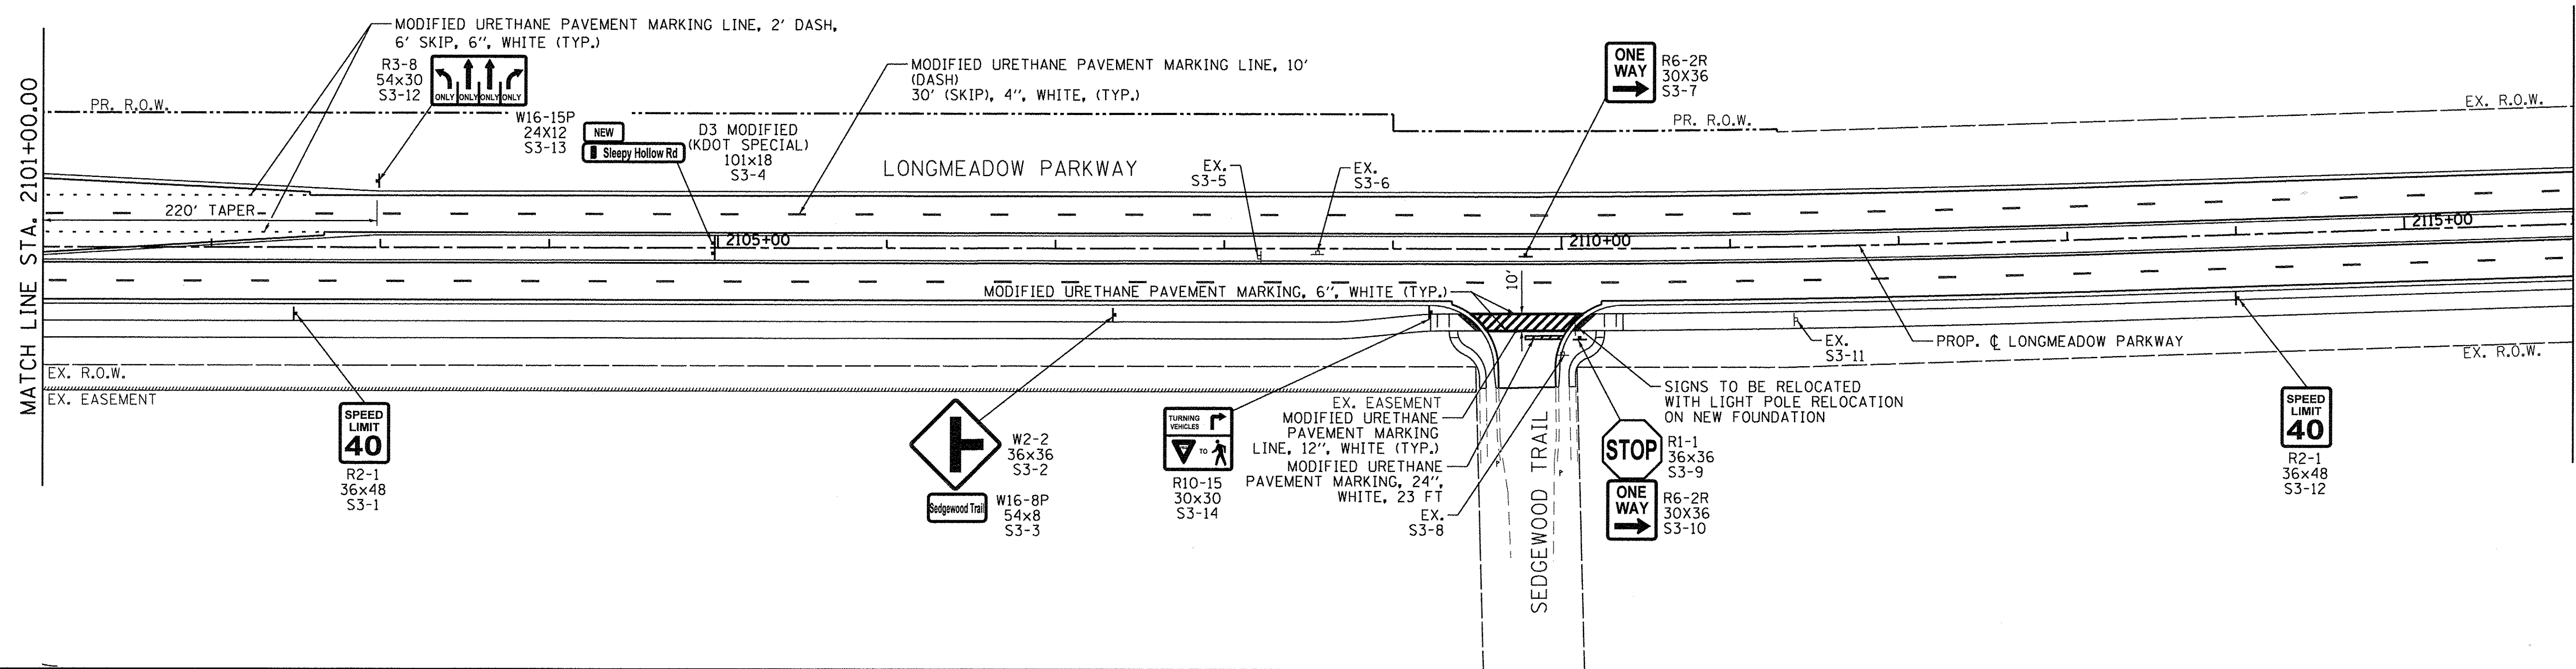 MODIFIED URETHANE PAVEMENT MARKING LINE, 2' DASH,
6' SKIP, 6", WHITE (TYP.)
R3-8
54x30
S3-12
ONLY ONLY ONLY ONLY
MODIFIED URETHANE PAVEMENT MARKING LINE, 10'
(DASH)
30' (SKIP), 4", WHITE, (TYP.)
ONE
WAY
R6-2R
30X36
S3-7
PR. R.O.W.
PR. R.O.W.
EX. R.O.W.
W16-15P
24X12
S3-13
NEW
Sleepy Hollow Rd
D3 MODIFIED
(KDOT SPECIAL)
101x18
S3-4
LONGMEADOW PARKWAY
EX.
S3-5
EX.
S3-6
MATCH LINE STA. 2101+00.00
220' TAPER
2105+00
2110+00
2115+00
10'
MODIFIED URETHANE PAVEMENT MARKING, 6", WHITE (TYP.)
EX.
S3-11
PROP. ℄ LONGMEADOW PARKWAY
EX. R.O.W.
EX. R.O.W.
EX. EASEMENT
SPEED
LIMIT
40
R2-1
36x48
S3-1
W2-2
36x36
S3-2
Sedgewood Trail
W16-8P
54x8
S3-3
TURNING
VEHICLES
TO
R10-15
30x30
S3-14
EX. EASEMENT
MODIFIED URETHANE
PAVEMENT MARKING
LINE, 12", WHITE (TYP.)
MODIFIED URETHANE
PAVEMENT MARKING, 24",
WHITE, 23 FT
EX.
S3-8
SEDGEWOOD TRAIL
SIGNS TO BE RELOCATED
WITH LIGHT POLE RELOCATION
ON NEW FOUNDATION
STOP
R1-1
36x36
S3-9
ONE
WAY
R6-2R
30X36
S3-10
SPEED
LIMIT
40
R2-1
36x48
S3-12